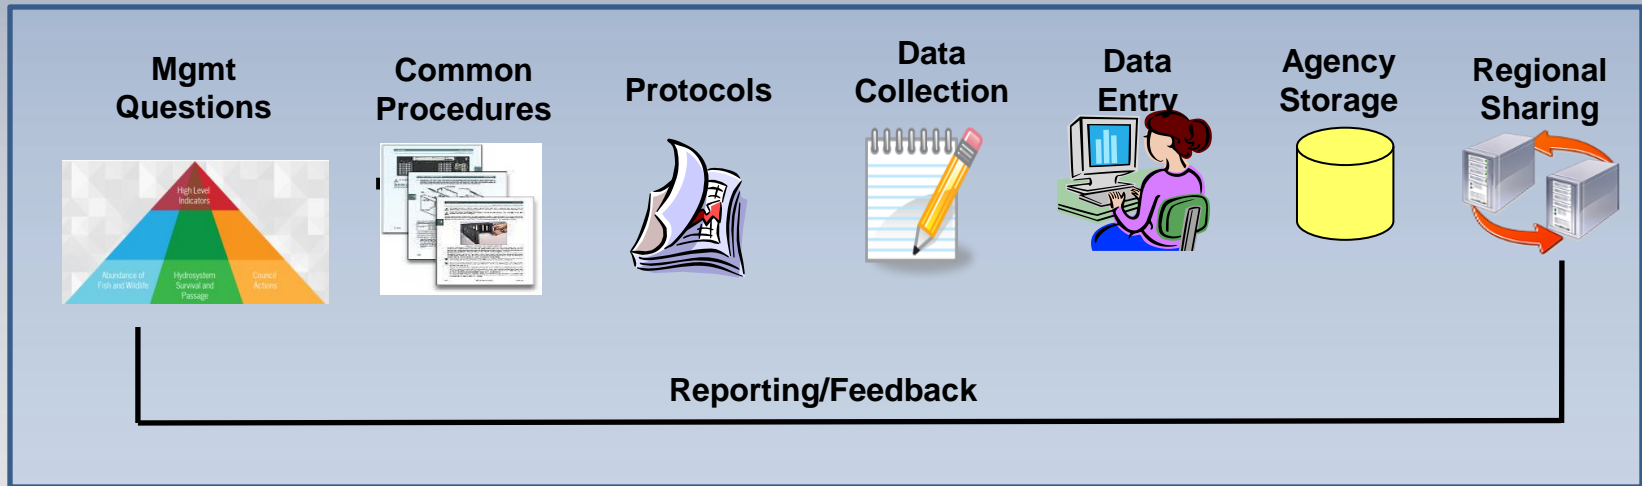 Mgmt
Questions
Common
Procedures
Protocols
Data
Collection
Data
Entry
Agency
Storage
Regional
Sharing
High Level
Indicators
Abundance of
Fish and Wildlife
Hydrosystem
Survival and
Passage
Council
Actions
Reporting/Feedback